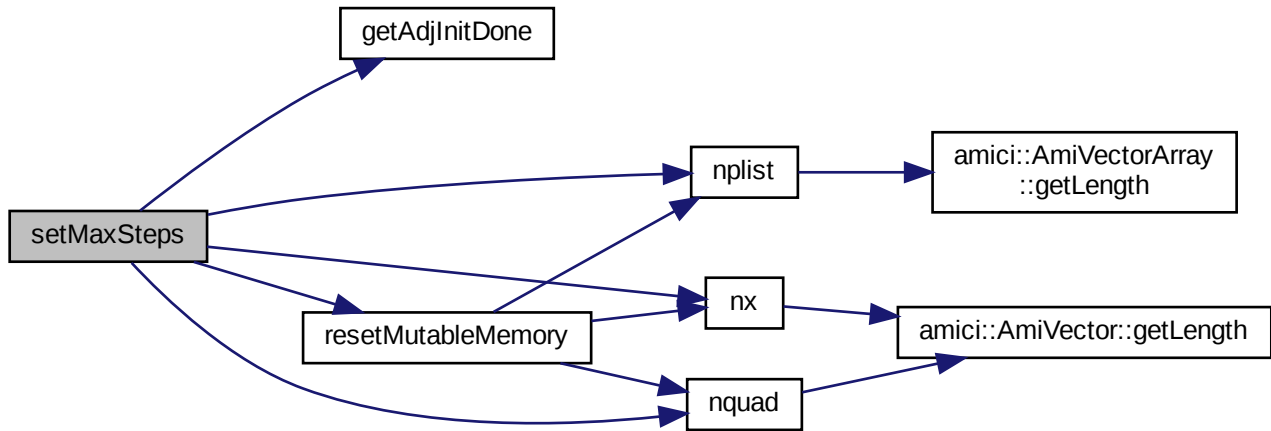 getAdjInitDone
nplist
amici::AmiVectorArray
::getLength
setMaxSteps
nx
resetMutableMemory
amici::AmiVector::getLength
nquad